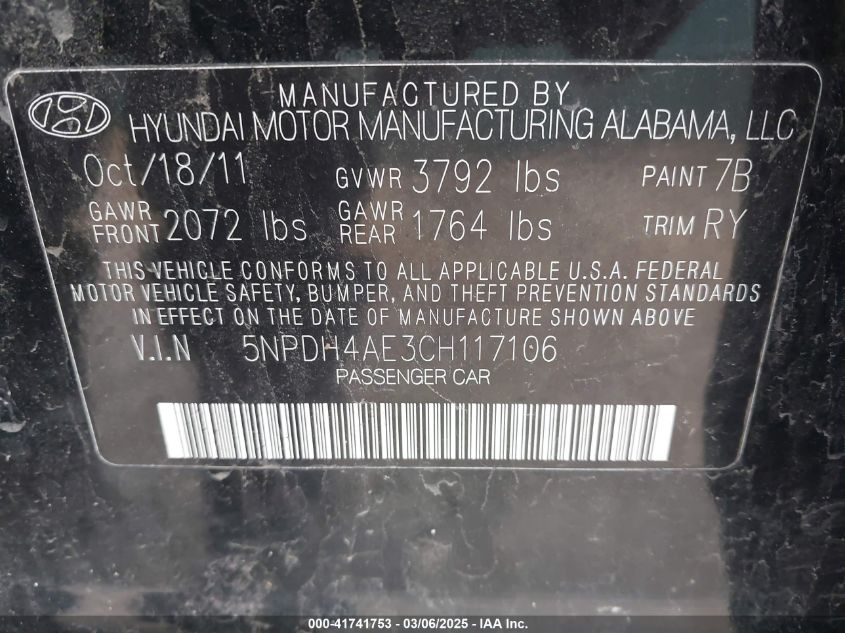 MANUFACTURED BY
HYUNDAI MOTOR MANUFACTURING ALABAMA, LLC
Oct/18/11 GVWR 3792 lbs PAINT 7B
GAWR FRONT 2072 lbs GAWR REAR 1764 lbs TRIM RY
THIS VEHICLE CONFORMS TO ALL APPLICABLE U.S.A. FEDERAL
MOTOR VEHICLE SAFETY, BUMPER, AND THEFT PREVENTION STANDARDS
IN EFFECT ON THE DATE OF MANUFACTURE SHOWN ABOVE
V.I.N 5NPDH4AE3CH117106
PASSENGER CAR
000-41741753 - 03/06/2025 - IAA Inc.